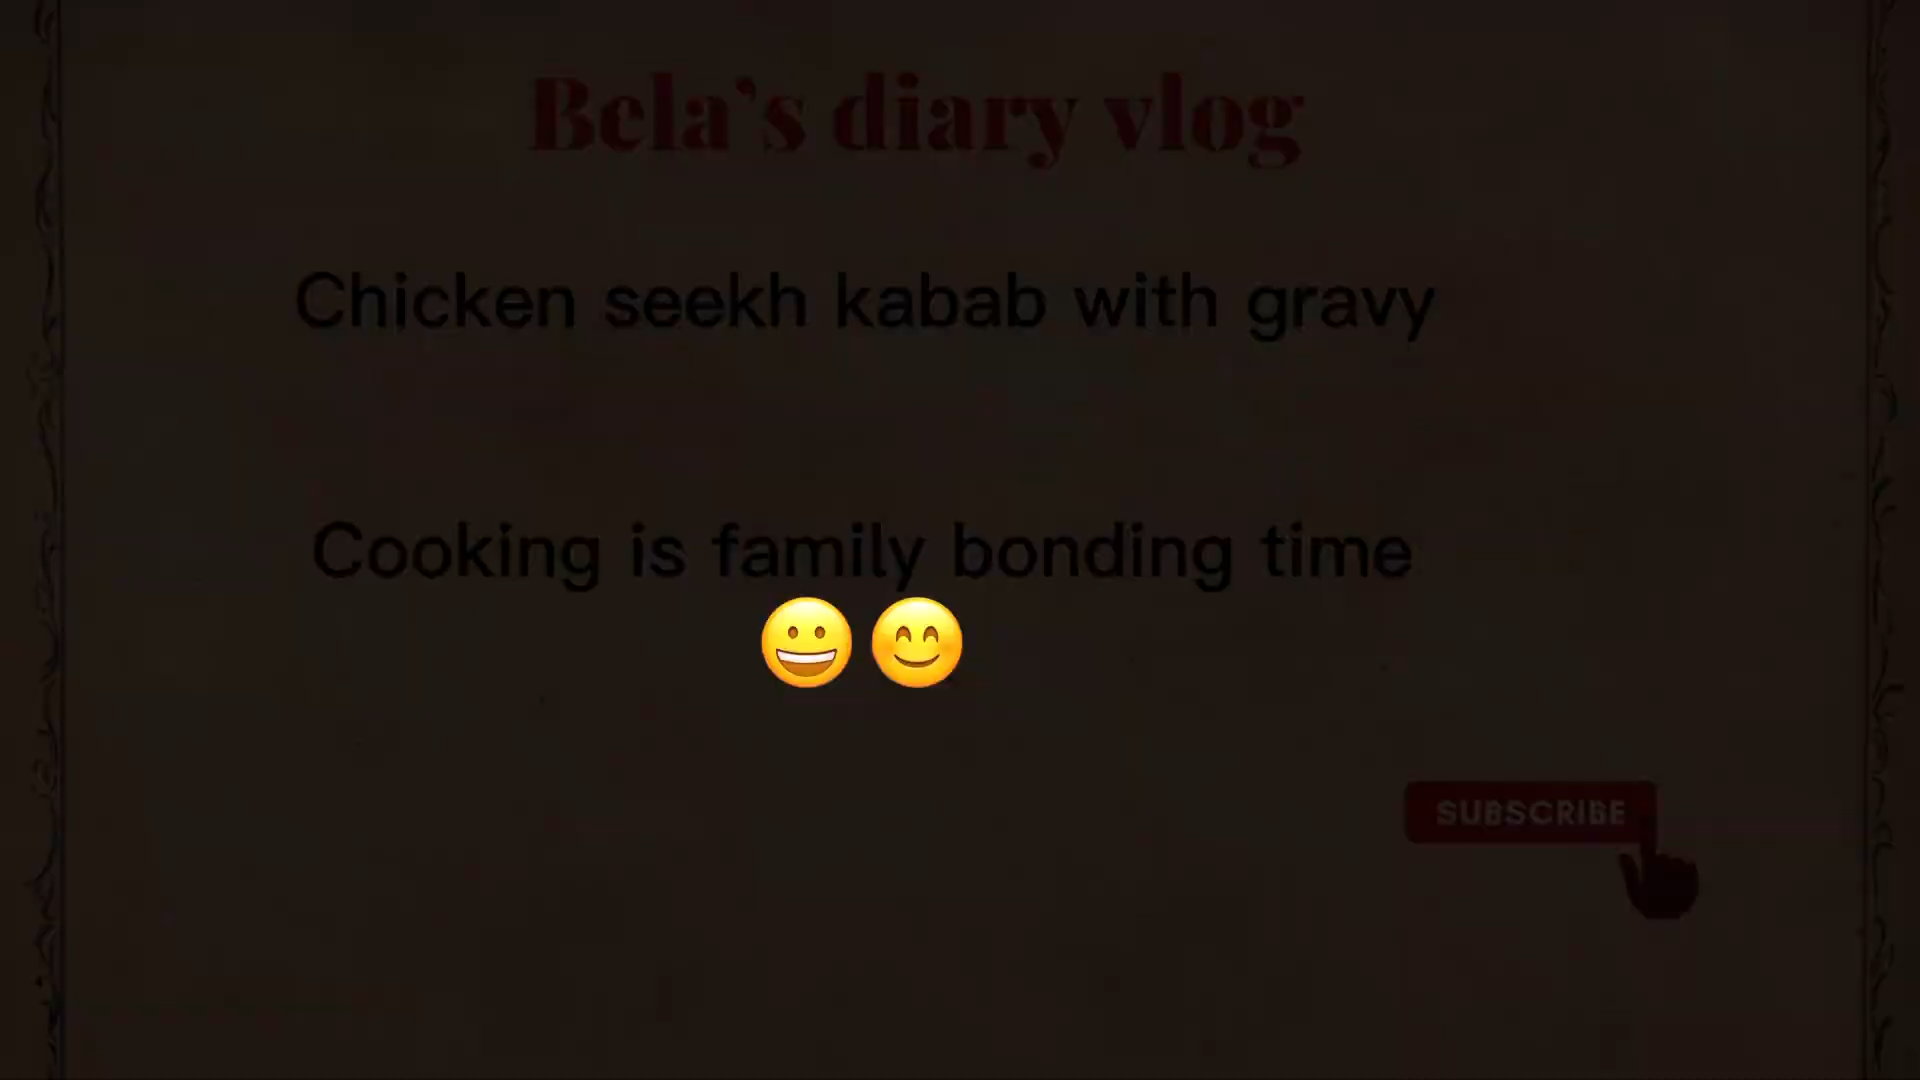 Bela's diary vlog
Chicken seekh kabab with gravy
Cooking is family bonding time
😀 😊
SUBSCRIBE